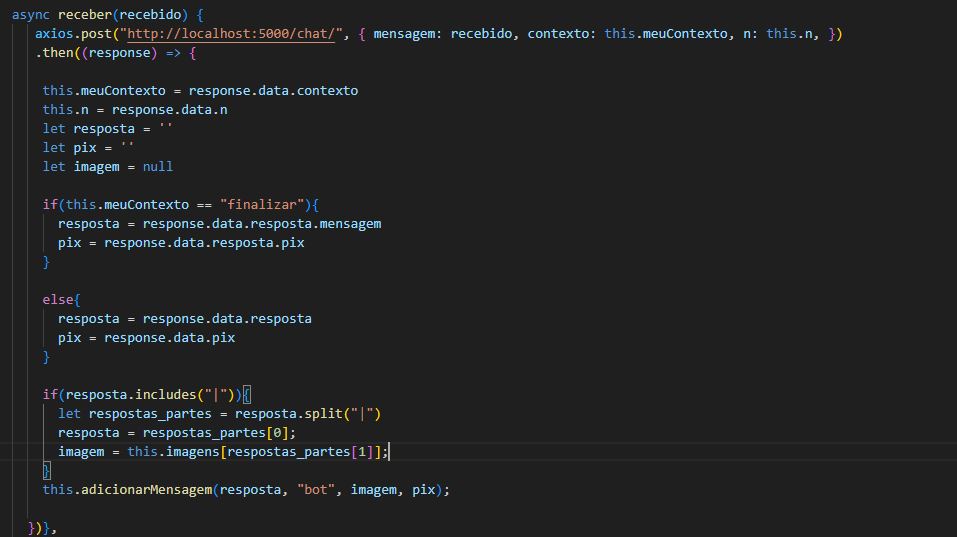 async receber(recebido) {
axios.post("http://localhost:5000/chat/", { mensagem: recebido, contexto: this.meuContexto, n: this.n, })
.then((response) => {
this.meuContexto = response.data.contexto
this.n = response.data.n
let resposta = ''
let pix = ''
let imagem = null
if(this.meuContexto == "finalizar"){
resposta = response.data.resposta.mensagem
pix = response.data.resposta.pix
}
else{
resposta = response.data.resposta
pix = response.data.pix
}
if(resposta.includes("|")){
let respostas_partes = resposta.split("|")
resposta = respostas_partes[0];
imagem = this.imagens[respostas_partes[1]];
}
this.adicionarMensagem(resposta, "bot", imagem, pix);
})},